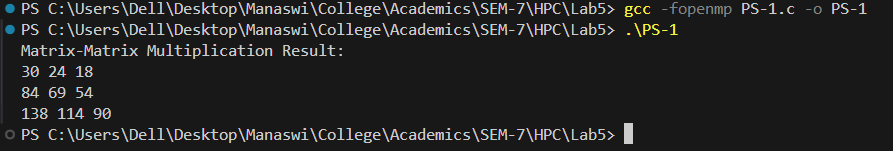 PS C:\Users\Dell\Desktop\Manaswi\College\Academics\SEM-7\HPC\Lab5> gcc -fopenmp PS-1.c -o PS-1
PS C:\Users\Dell\Desktop\Manaswi\College\Academics\SEM-7\HPC\Lab5> .\PS-1
Matrix-Matrix Multiplication Result:
30 24 18
84 69 54
138 114 90
PS C:\Users\Dell\Desktop\Manaswi\College\Academics\SEM-7\HPC\Lab5>